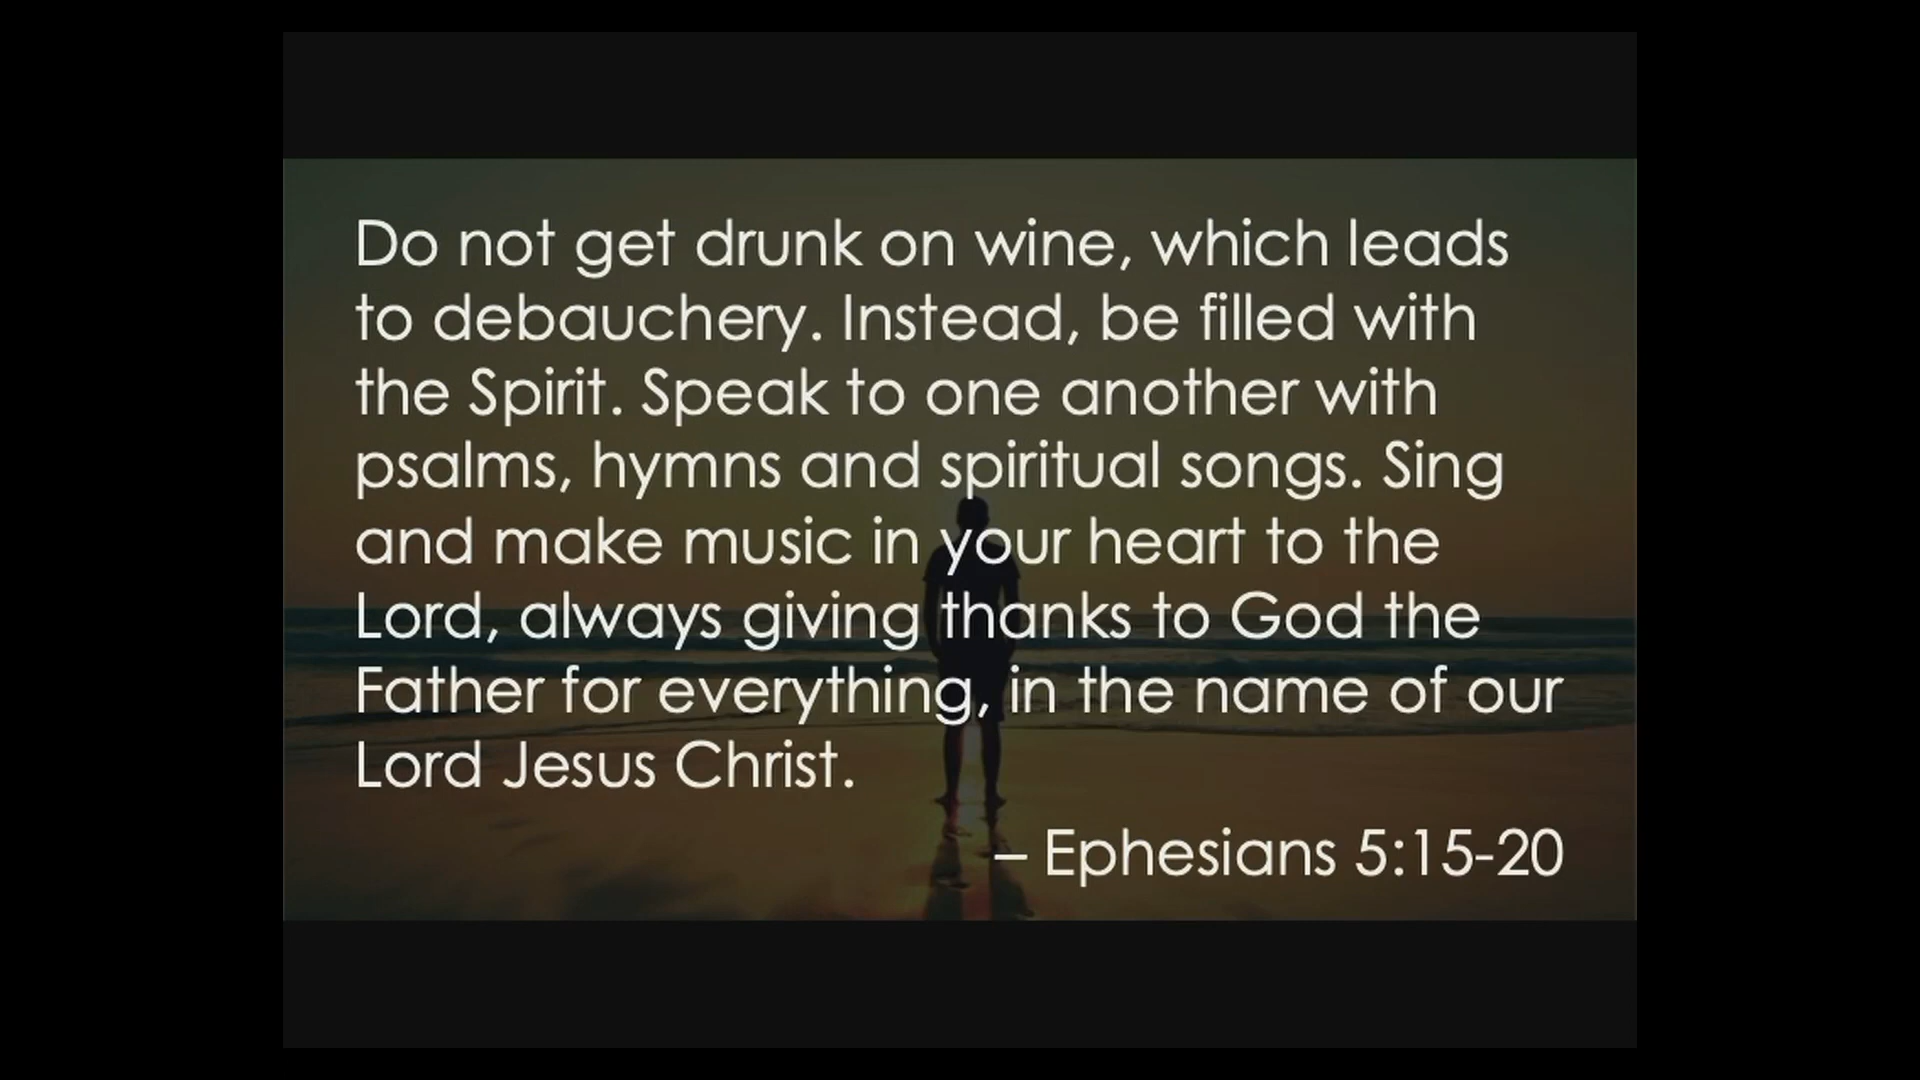 Do not get drunk on wine, which leads
to debauchery. Instead, be filled with
the Spirit. Speak to one another with
psalms, hymns and spiritual songs. Sing
and make music in your heart to the
Lord, always giving thanks to God the
Father for everything, in the name of our
Lord Jesus Christ.
– Ephesians 5:15-20